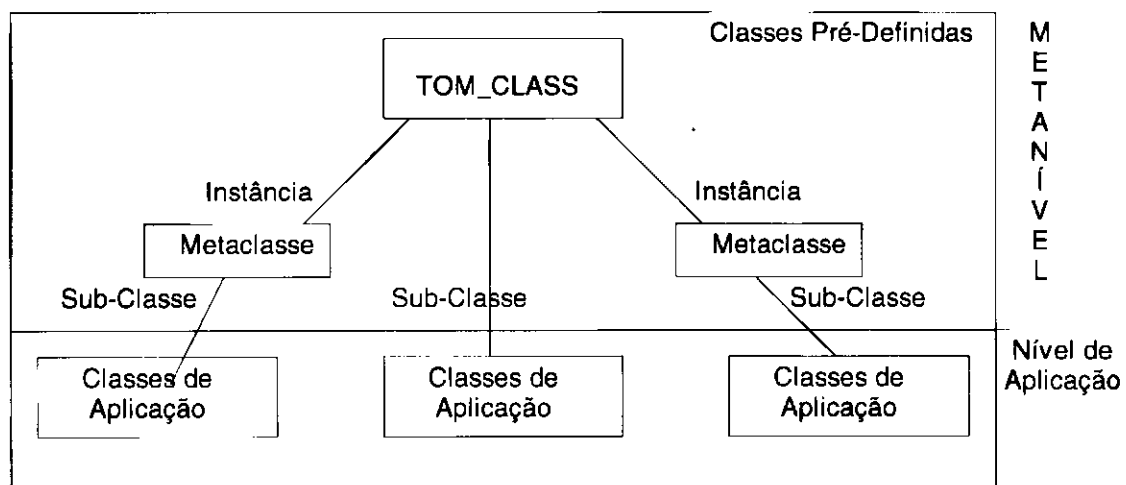 Classes Pré-Definidas
TOM_CLASS
Instância
Instância
Metaclasse
Metaclasse
Sub-Classe
Sub-Classe
Sub-Classe
METANÍVEL
Classes de
Aplicação
Classes de
Aplicação
Classes de
Aplicação
Nível de
Aplicação